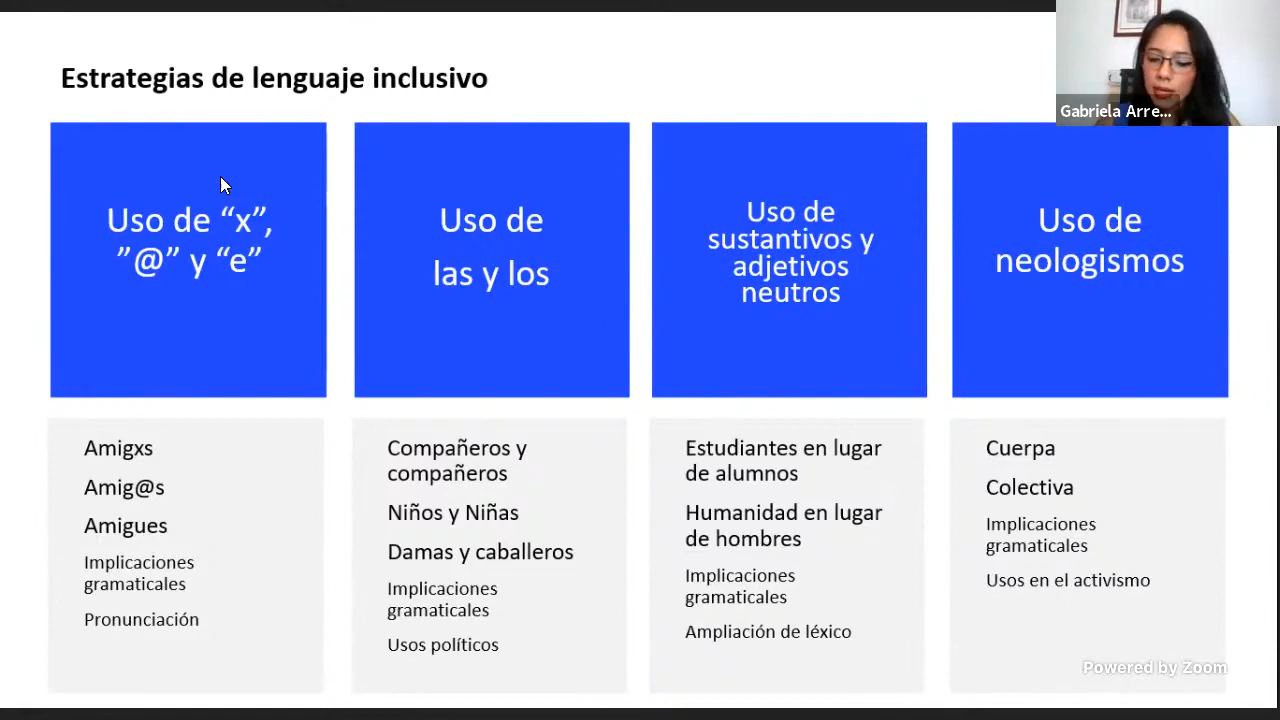 Estrategias de lenguaje inclusivo
Gabriela Arre...
Uso de “x”,
”@” y “e”
Uso de
las y los
Uso de
sustantivos y
adjetivos
neutros
Uso de
neologismos
Amigxs
Amig@s
Amigues
Implicaciones
gramaticales
Pronunciación
Compañeros y
compañeros
Niños y Niñas
Damas y caballeros
Implicaciones
gramaticales
Usos políticos
Estudiantes en lugar
de alumnos
Humanidad en lugar
de hombres
Implicaciones
gramaticales
Ampliación de léxico
Cuerpa
Colectiva
Implicaciones
gramaticales
Usos en el activismo
Powered by Zoom